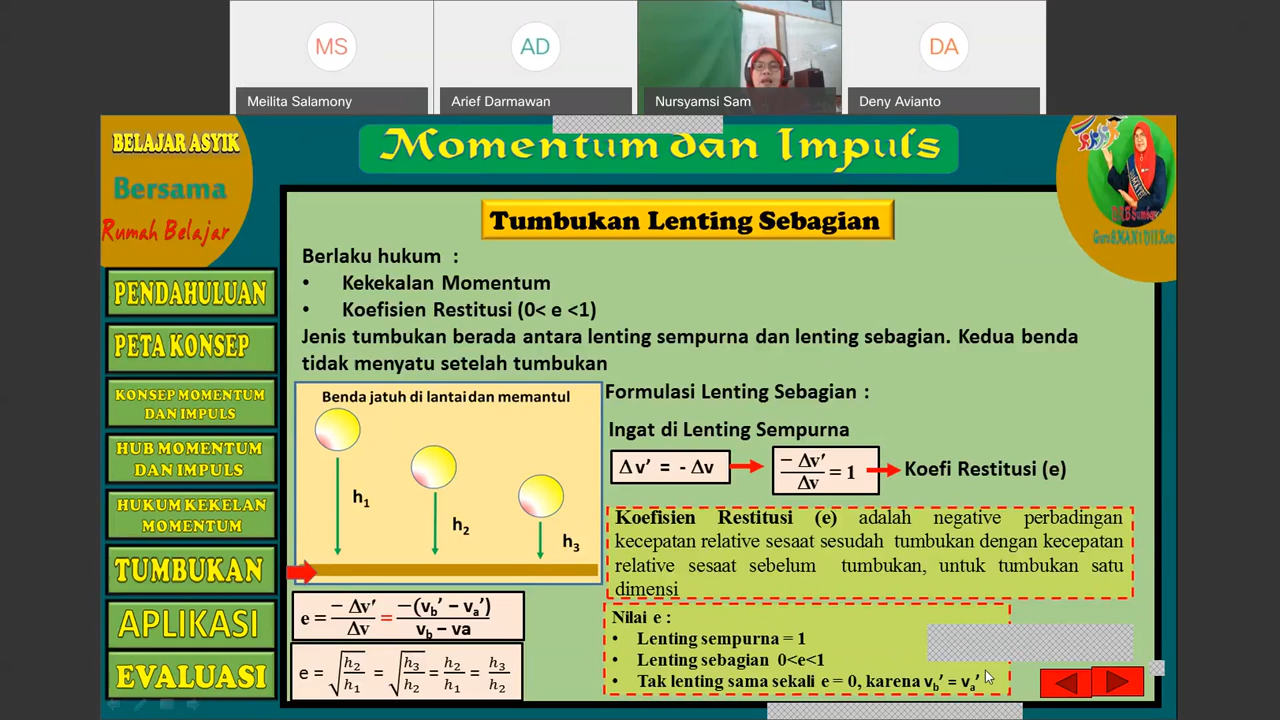 MS
AD
DA
Meilita Salamony
Arief Darmawan
Nursyamsi Sam
Deny Avianto
BELAJAR ASYIK
Bersama
Rumah Belajar
Momentum dan Impuls
PENDAHULUAN
PETA KONSEP
KONSEP MOMENTUM
DAN IMPULS
HUB MOMENTUM
DAN IMPULS
HUKUM KEKELAN
MOMENTUM
TUMBUKAN
APLIKASI
EVALUASI
Tumbukan Lenting Sebagian
Berlaku hukum :
• Kekekalan Momentum
• Koefisien Restitusi (0< e <1)
Jenis tumbukan berada antara lenting sempurna dan lenting sebagian. Kedua benda
tidak menyatu setelah tumbukan
Benda jatuh di lantai dan memantul
h₁
h₂
h₃
e = −Δv′/Δv = −(v_b′ − v_a′)/(v_b − va)
e = √(h₂/h₁) = √(h₃/h₂) = h₂/h₁ = h₃/h₂
Formulasi Lenting Sebagian :
Ingat di Lenting Sempurna
Δ v′ = - Δv
−Δv′/Δv = 1
Koefi Restitusi (e)
Koefisien Restitusi (e) adalah negative perbadingan
kecepatan relative sesaat sesudah tumbukan dengan kecepatan
relative sesaat sebelum tumbukan, untuk tumbukan satu
dimensi
Nilai e :
• Lenting sempurna = 1
• Lenting sebagian 0<e<1
• Tak lenting sama sekali e = 0, karena v_b′ = v_a′